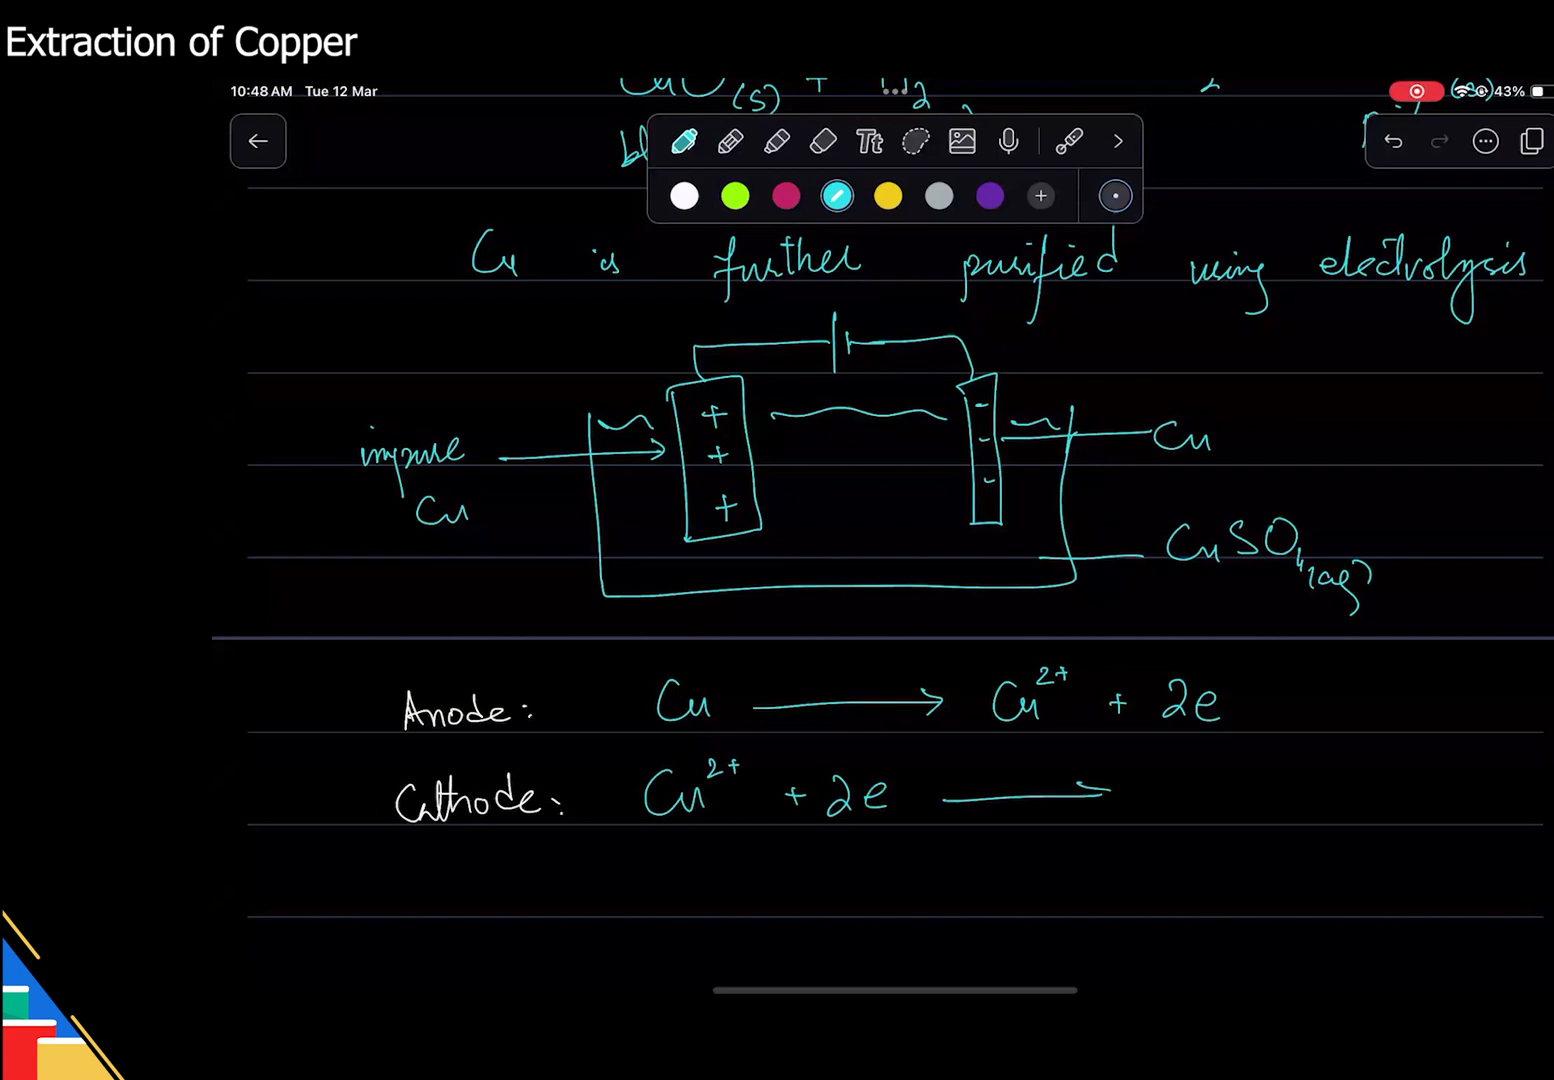 Extraction of Copper
10:48 AM Tue 12 Mar
43%
(s) +
Tt
Cu is further purified using electrolysis
+ -
impure + - Cu
Cu + -
CuSO₄(aq)
Anode: Cu ⟶ Cu²⁺ + 2e
Cathode: Cu²⁺ + 2e ⟶